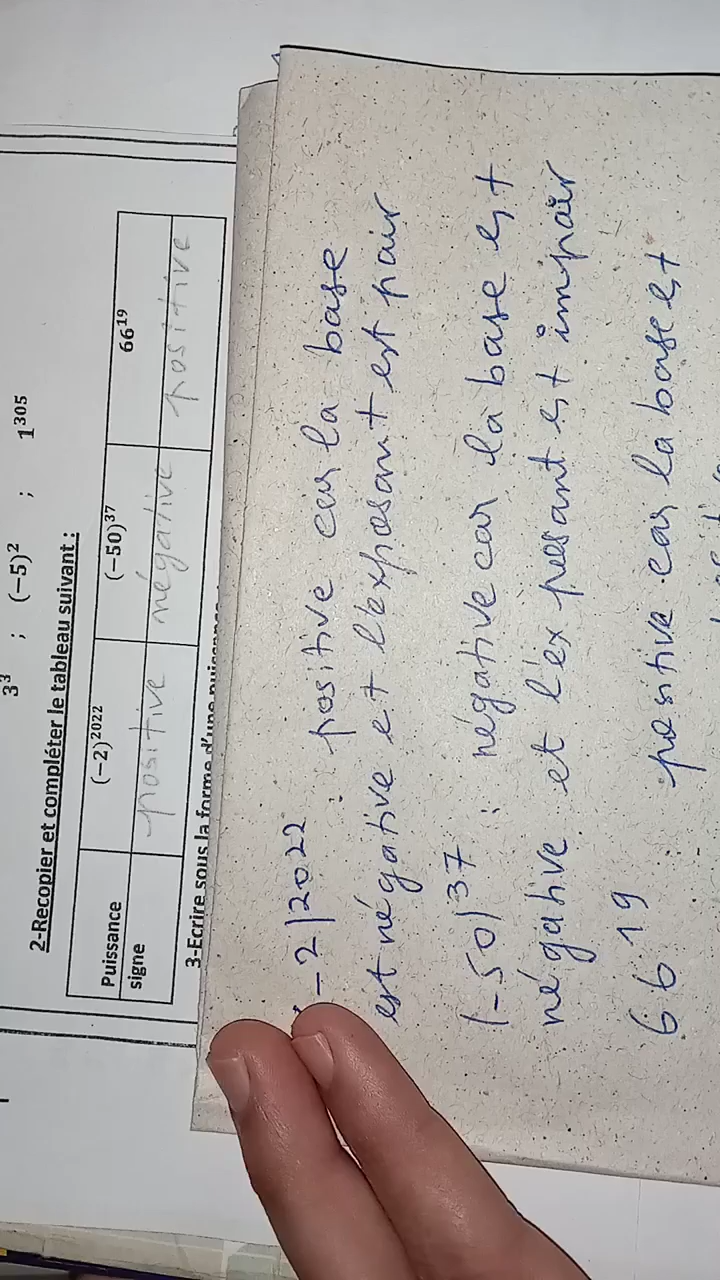 3³ ; (−5)² ; 1³⁰⁵
2-Recopier et compléter le tableau suivant :
Puissance (−2)²⁰²² (−50)³⁷ 66¹⁹
signe positive négative positive
3-Ecrire sous la forme d'une
-2)2022 : positive car la base
est négative et l'exposant est pair
(-50)37 : négative car la base est
négative et l'exposant est impair
66 19 positive car la base est